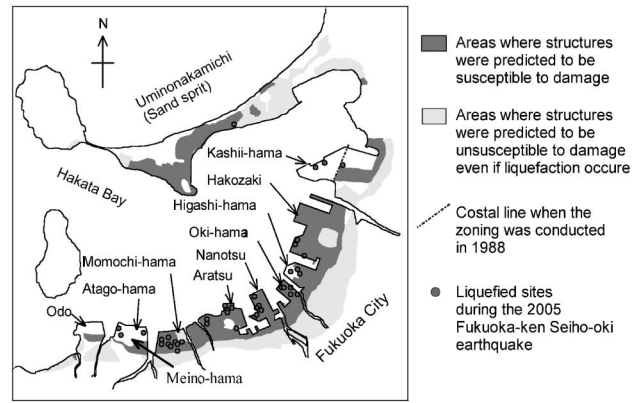 N
Uminonakamichi
(Sand sprit)
Hakata Bay
Kashii-hama
Hakozaki
Higashi-hama
Oki-hama
Nanotsu
Aratsu
Momochi-hama
Atago-hama
Odo
Meino-hama
Fukuoka City
Areas where structures
were predicted to be
susceptible to damage
Areas where structures
were predicted to be
unsusceptible to damage
even if liquefaction occure
Costal line when the
zoning was conducted
in 1988
Liquefied sites
during the 2005
Fukuoka-ken Seiho-oki
earthquake